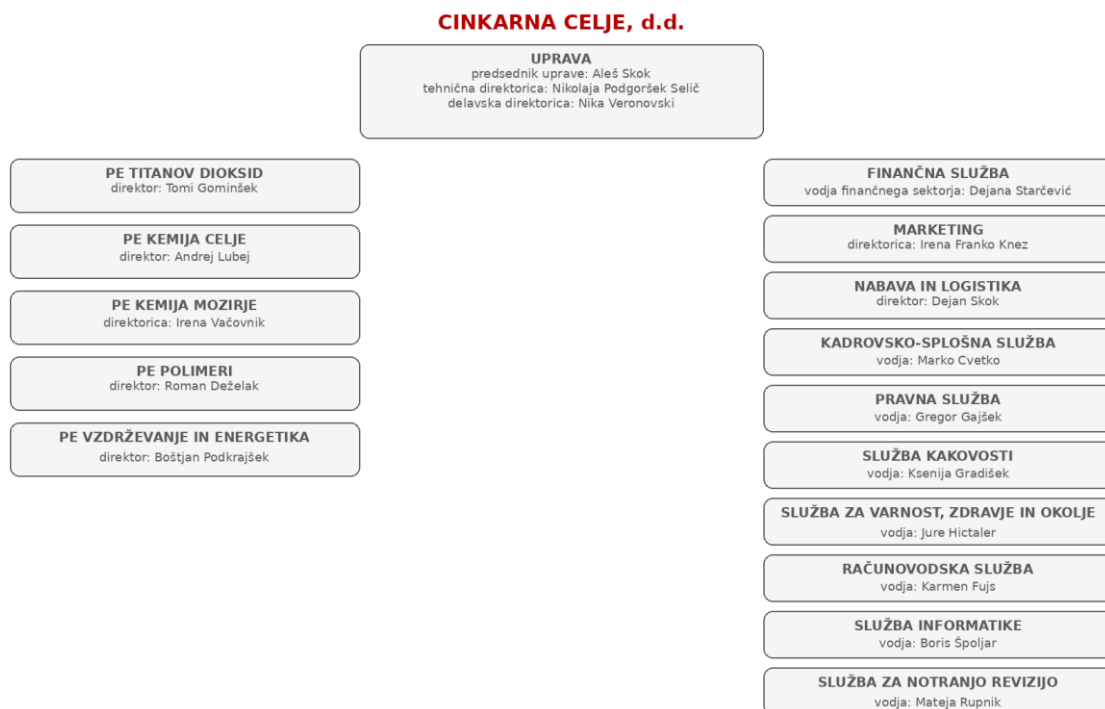 CINKARNA CELJE, d.d.
UPRAVA
predsednik uprave: Aleš Skok
tehnična direktorica: Nikolaja Podgoršek Selič
delavska direktorica: Nika Veronovski
PE TITANOV DIOKSID
direktor: Tomi Gominšek
PE KEMIJA CELJE
direktor: Andrej Lubej
PE KEMIJA MOZIRJE
direktorica: Irena Vačovnik
PE POLIMERI
direktor: Roman Deželak
PE VZDRŽEVANJE IN ENERGETIKA
direktor: Boštjan Podkrajšek
FINANČNA SLUŽBA
vodja finančnega sektorja: Dejana Starčević
MARKETING
direktorica: Irena Franko Knez
NABAVA IN LOGISTIKA
direktor: Dejan Skok
KADROVSKO-SPLOŠNA SLUŽBA
vodja: Marko Cvetko
PRAVNA SLUŽBA
vodja: Gregor Gajšek
SLUŽBA KAKOVOSTI
vodja: Ksenija Gradišek
SLUŽBA ZA VARNOST, ZDRAVJE IN OKOLJE
vodja: Jure Hictaler
RAČUNOVODSKA SLUŽBA
vodja: Karmen Fujs
SLUŽBA INFORMATIKE
vodja: Boris Špoljar
SLUŽBA ZA NOTRANJO REVIZIJO
vodja: Mateja Rupnik